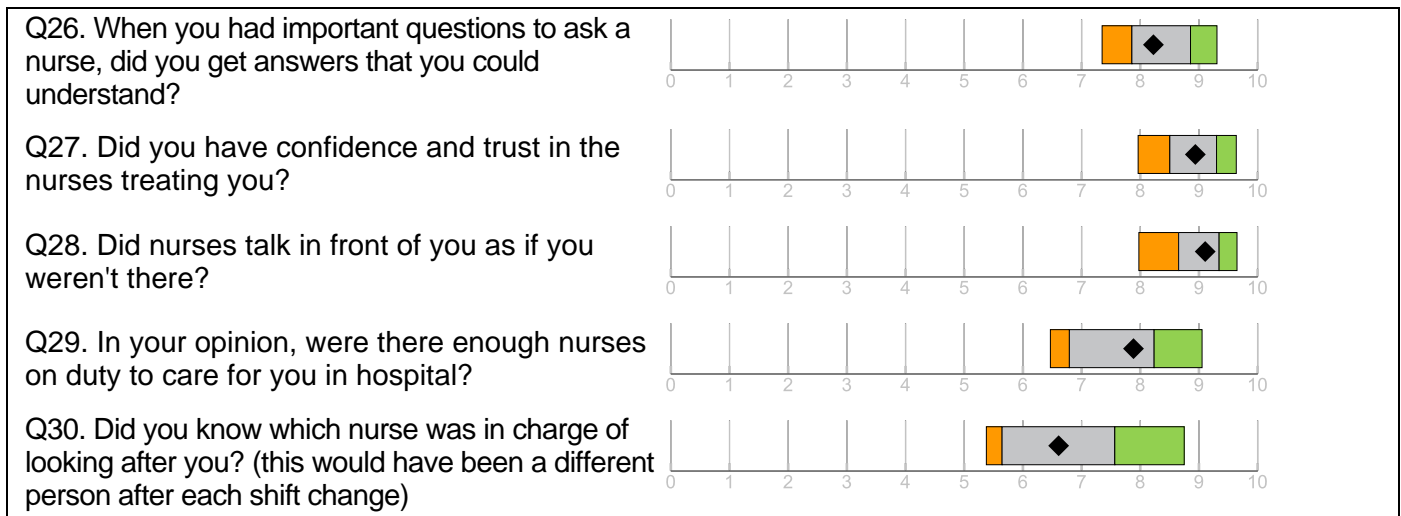 Q26. When you had important questions to ask a
nurse, did you get answers that you could
understand?
0 1 2 3 4 5 6 7 8 9 10
Q27. Did you have confidence and trust in the
nurses treating you?
0 1 2 3 4 5 6 7 8 9 10
Q28. Did nurses talk in front of you as if you
weren't there?
0 1 2 3 4 5 6 7 8 9 10
Q29. In your opinion, were there enough nurses
on duty to care for you in hospital?
0 1 2 3 4 5 6 7 8 9 10
Q30. Did you know which nurse was in charge of
looking after you? (this would have been a different
person after each shift change)
0 1 2 3 4 5 6 7 8 9 10